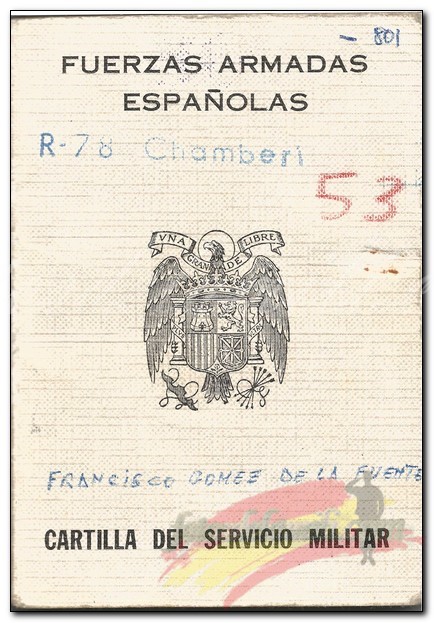 - 801
FUERZAS ARMADAS
ESPAÑOLAS
R-78 Chamberí
53
VNA GRANDE LIBRE
FRANCISCO GOMEZ DE LA FUENTE
CARTILLA DEL SERVICIO MILITAR